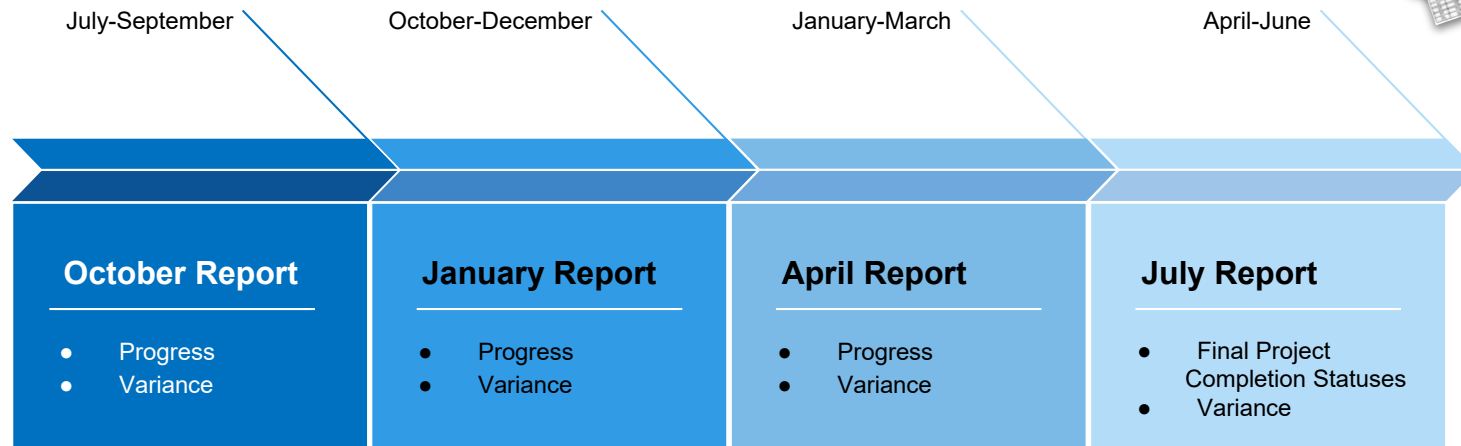 July-September
October-December
January-March
April-June
October Report
● Progress
● Variance
January Report
● Progress
● Variance
April Report
● Progress
● Variance
July Report
● Final Project
Completion Statuses
● Variance